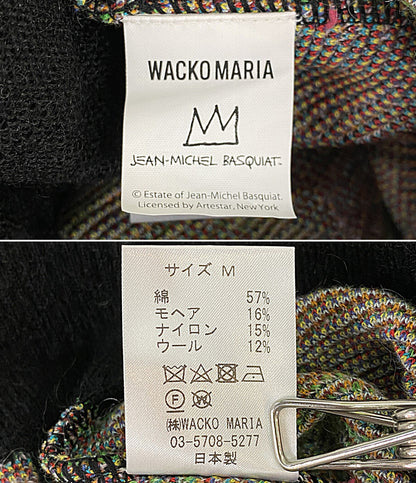 WACKO MARIA
JEAN-MICHEL BASQUIAT.
© Estate of Jean-Michel Basquiat.
Licensed by Artestar, New York
サイズ M
綿 57%
モヘア 16%
ナイロン 15%
ウール 12%
㈱WACKO MARIA
03-5708-5277
日本製